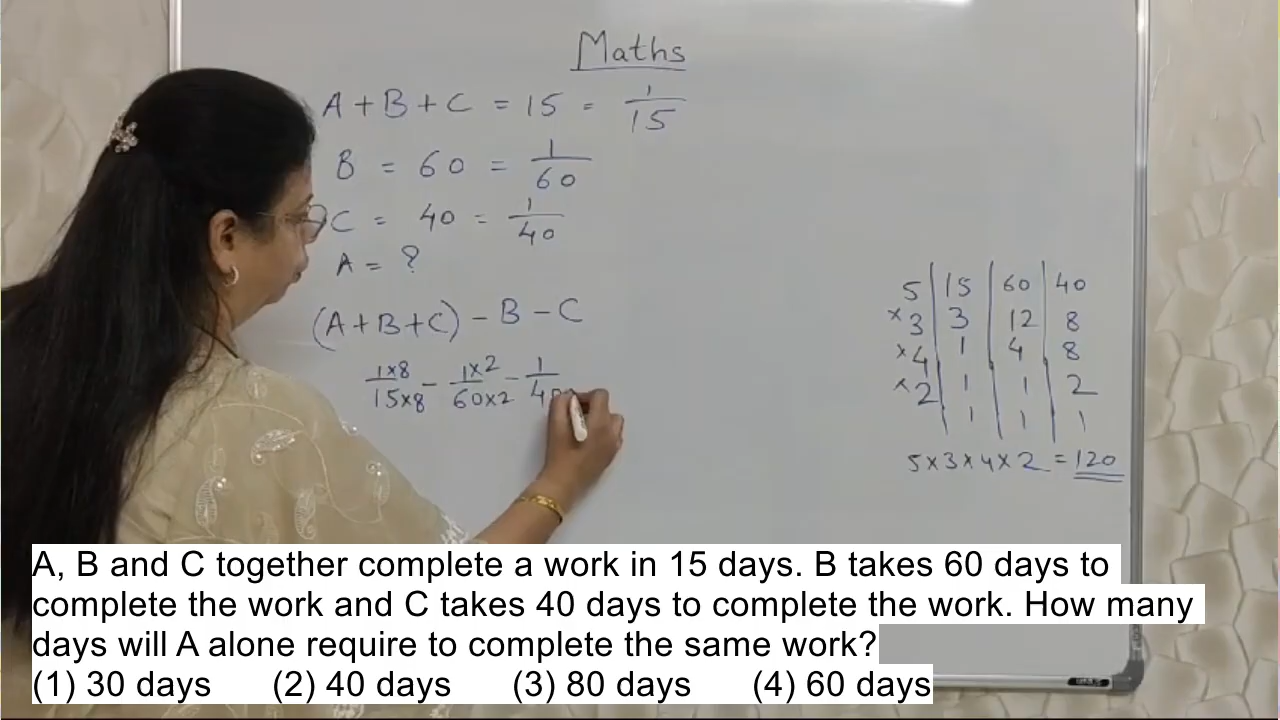 Maths
A + B + C = 15 = 1/15
B = 60 = 1/60
C = 40 = 1/40
A = ?
(A+B+C) - B - C
1×8/15×8 - 1×2/60×2 - 1/40
5 | 15 | 60 | 40
×3 | 3 | 12 | 8
×4 | 1 | 4 | 8
×2 | 1 | 1 | 2
| 1 | 1 | 1
5×3×4×2 = 120
A, B and C together complete a work in 15 days. B takes 60 days to
complete the work and C takes 40 days to complete the work. How many
days will A alone require to complete the same work?
(1) 30 days (2) 40 days (3) 80 days (4) 60 days